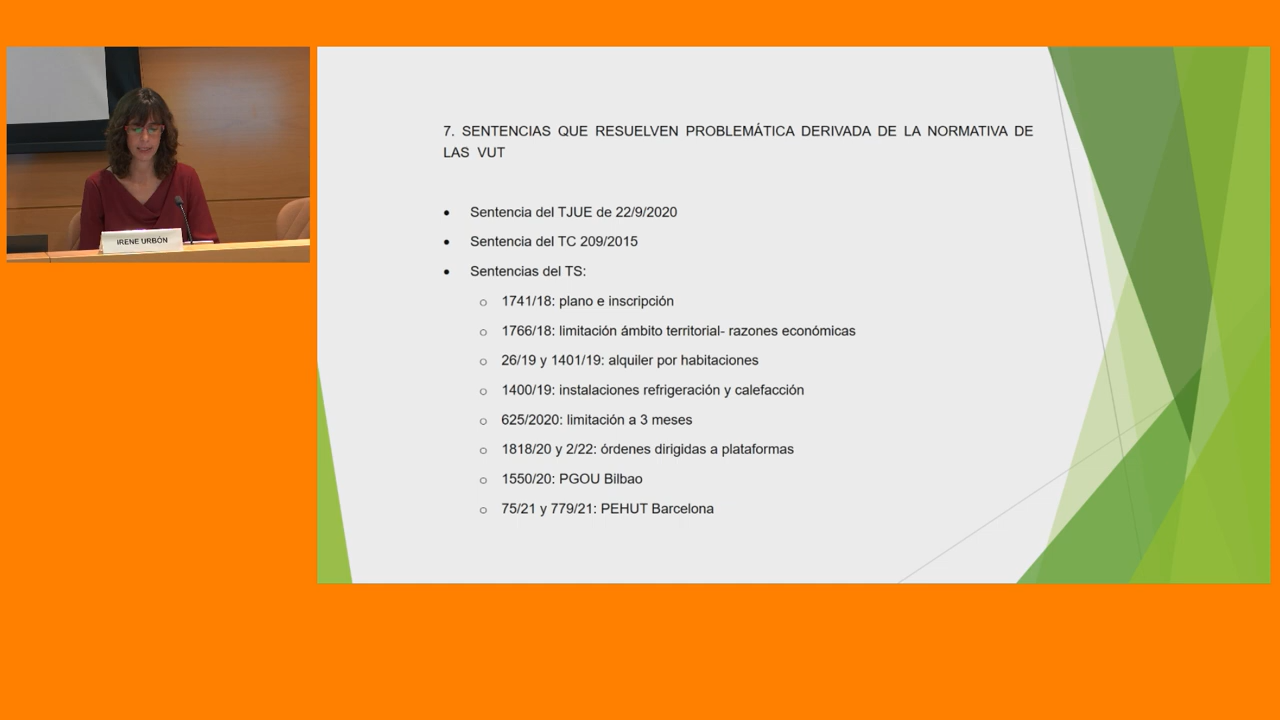 IRENE URBÓN
7. SENTENCIAS QUE RESUELVEN PROBLEMÁTICA DERIVADA DE LA NORMATIVA DE
LAS VUT
• Sentencia del TJUE de 22/9/2020
• Sentencia del TC 209/2015
• Sentencias del TS:
o 1741/18: plano e inscripción
o 1766/18: limitación ámbito territorial- razones económicas
o 26/19 y 1401/19: alquiler por habitaciones
o 1400/19: instalaciones refrigeración y calefacción
o 625/2020: limitación a 3 meses
o 1818/20 y 2/22: órdenes dirigidas a plataformas
o 1550/20: PGOU Bilbao
o 75/21 y 779/21: PEHUT Barcelona